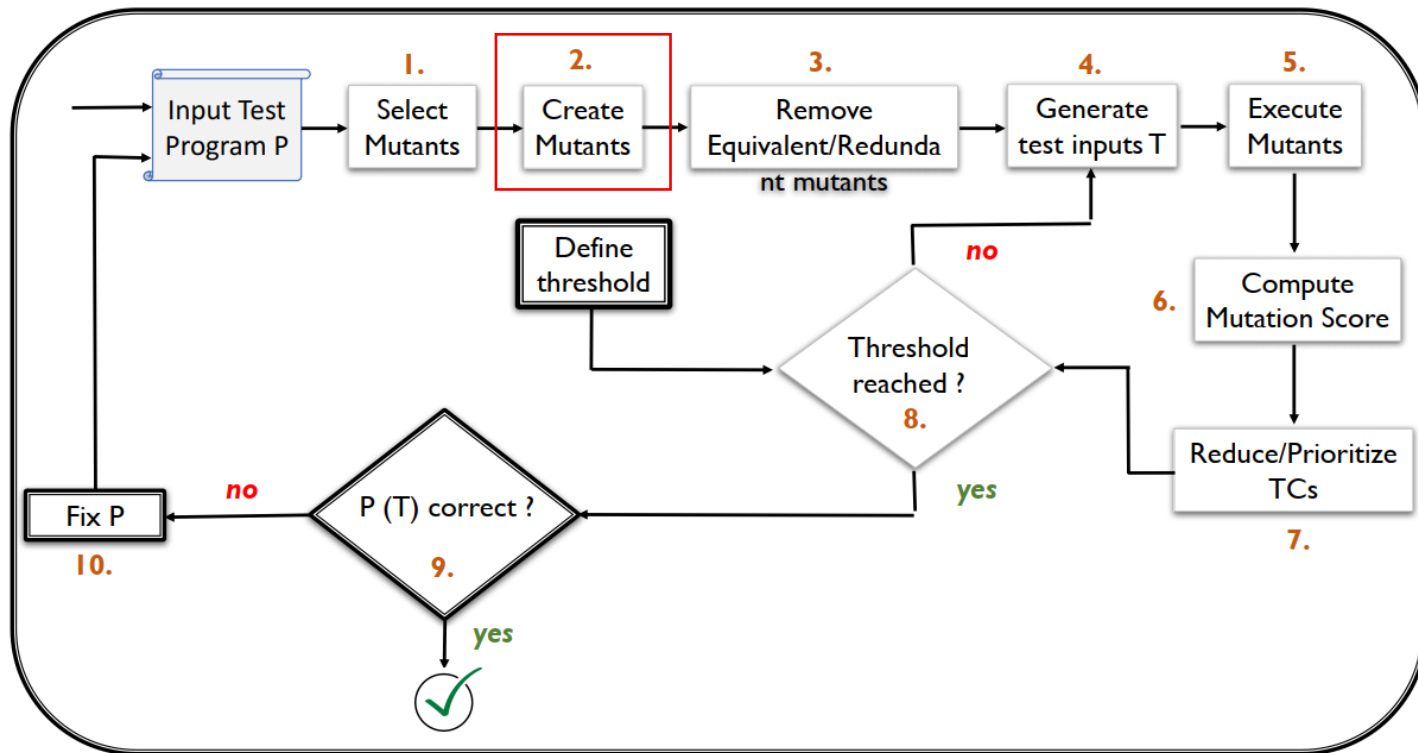 1.
2.
3.
4.
5.
Input Test
Program P
Select
Mutants
Create
Mutants
Remove
Equivalent/Redunda
nt mutants
Generate
test inputs T
Execute
Mutants
Define
threshold
no
6.
Compute
Mutation Score
Threshold
reached ?
8.
Reduce/Prioritize
TCs
7.
yes
no
P (T) correct ?
9.
Fix P
10.
yes